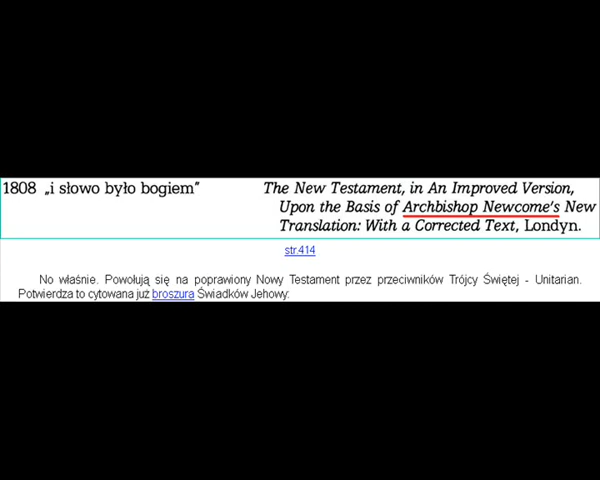 1808 „i słowo było bogiem” The New Testament, in An Improved Version,
Upon the Basis of Archbishop Newcome's New
Translation: With a Corrected Text, Londyn.
str.414
No właśnie. Powołują się na poprawiony Nowy Testament przez przeciwników Trójcy Świętej - Unitarian.
Potwierdza to cytowana już broszura Świadków Jehowy: